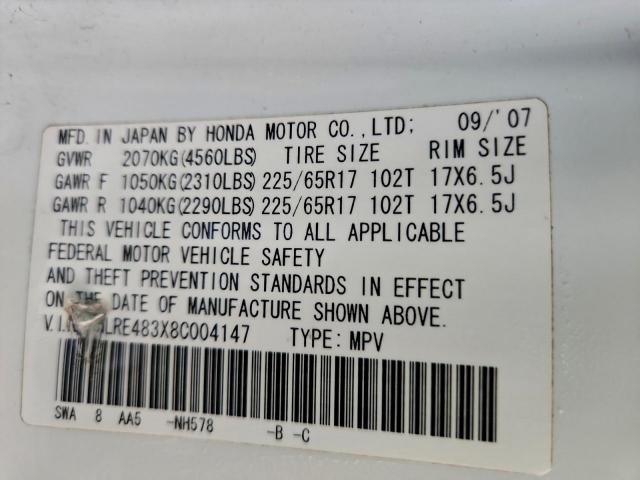 MFD. IN JAPAN BY HONDA MOTOR CO., LTD; 09/'07
GVWR 2070KG(4560LBS) TIRE SIZE RIM SIZE
GAWR F 1050KG(2310LBS) 225/65R17 102T 17X6.5J
GAWR R 1040KG(2290LBS) 225/65R17 102T 17X6.5J
THIS VEHICLE CONFORMS TO ALL APPLICABLE
FEDERAL MOTOR VEHICLE SAFETY
AND THEFT PREVENTION STANDARDS IN EFFECT
ON THE DATE OF MANUFACTURE SHOWN ABOVE.
LRE483X8C004147 TYPE: MPV
SWA 8 AA5 -NH578 -B -C